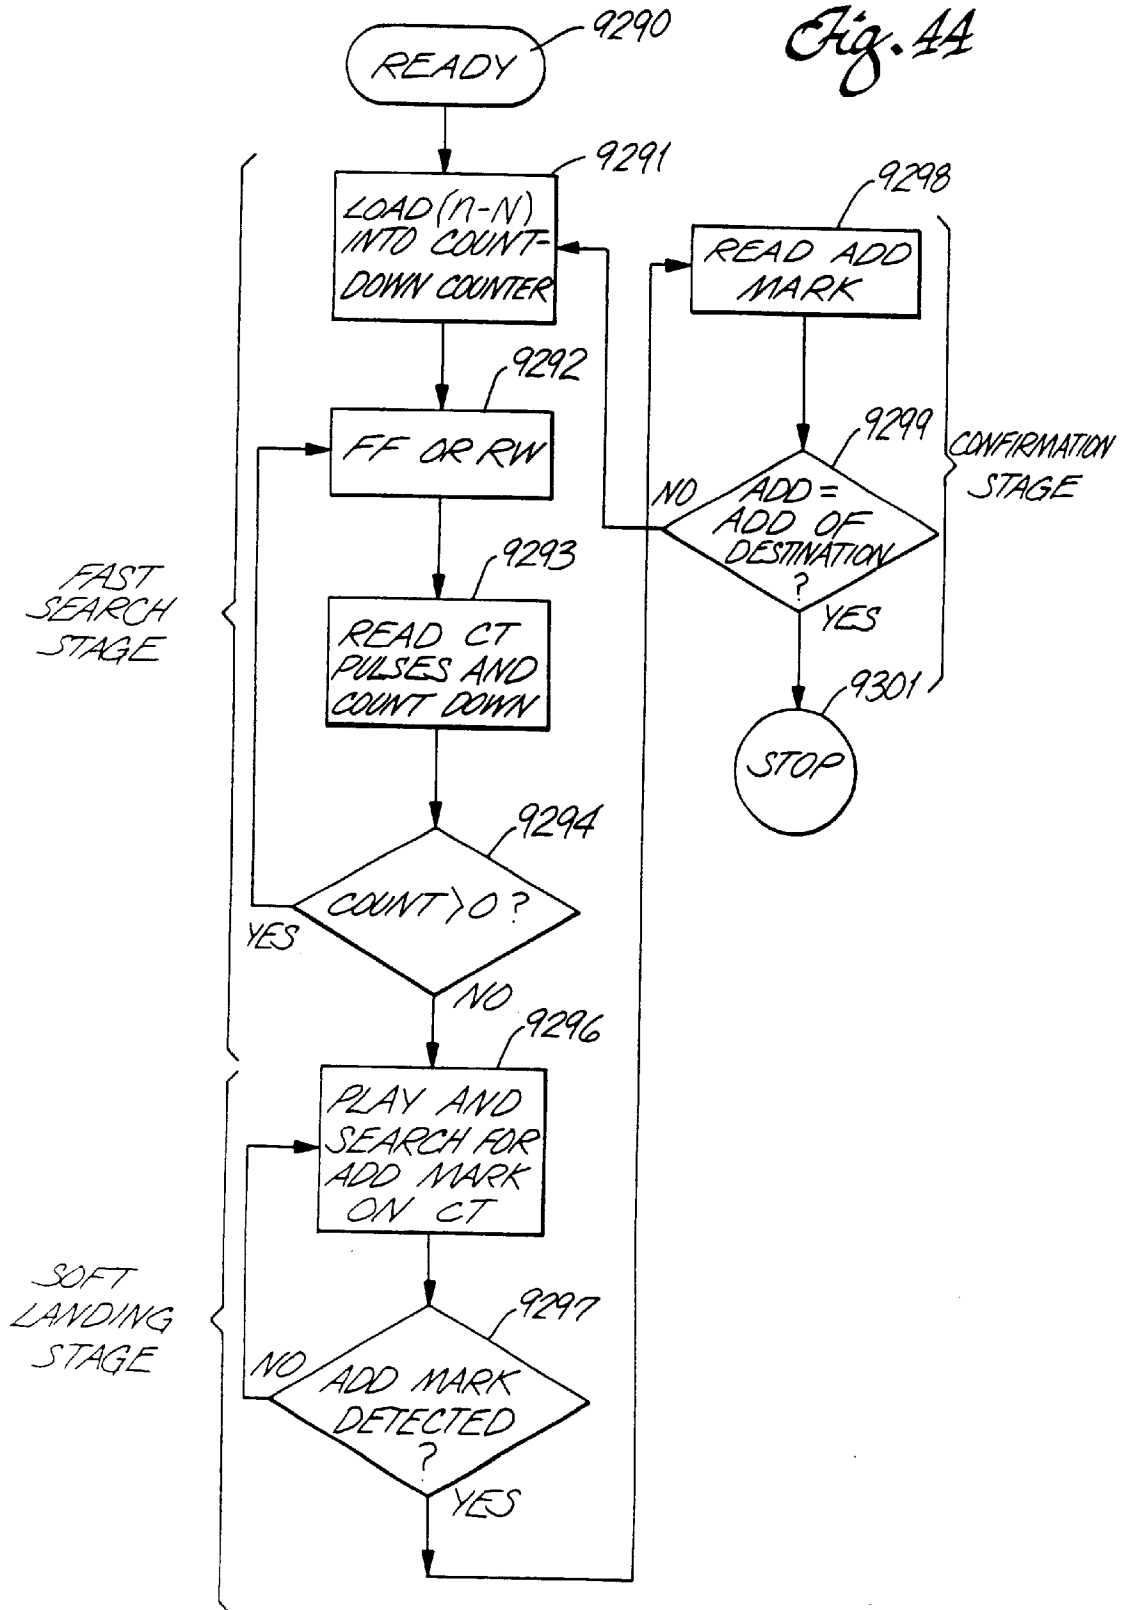 Fig. 44
9290
READY
9291
LOAD (n-N)
INTO COUNT-
DOWN COUNTER
9292
FF OR RW
9293
READ CT
PULSES AND
COUNT DOWN
9294
COUNT > 0 ?
YES
NO
FAST
SEARCH
STAGE
9296
PLAY AND
SEARCH FOR
ADD MARK
ON CT
9297
ADD MARK
DETECTED
?
NO
YES
SOFT
LANDING
STAGE
9298
READ ADD
MARK
9299
ADD =
ADD OF
DESTINATION
?
NO
YES
CONFIRMATION
STAGE
9301
STOP